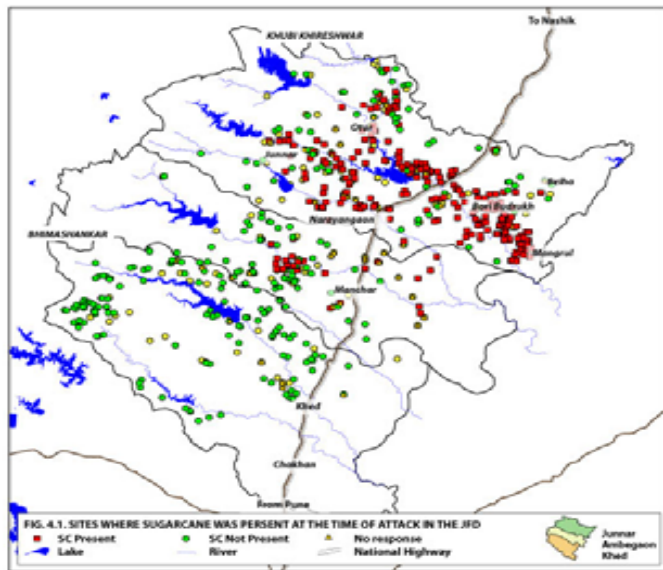 To Nashik
KHUBI KHIRESHWAR
Otur
Junnar
Belha
Bori Budrukh
Narayangaon
BHIMASHANKAR
Mangrul
Manchar
Khed
Chakhan
From Pune
FIG. 4.1. SITES WHERE SUGARCANE WAS PERSENT AT THE TIME OF ATTACK IN THE JFD
SC Present SC Not Present No response
Lake River National Highway
Junnar
Ambegaon
Khed